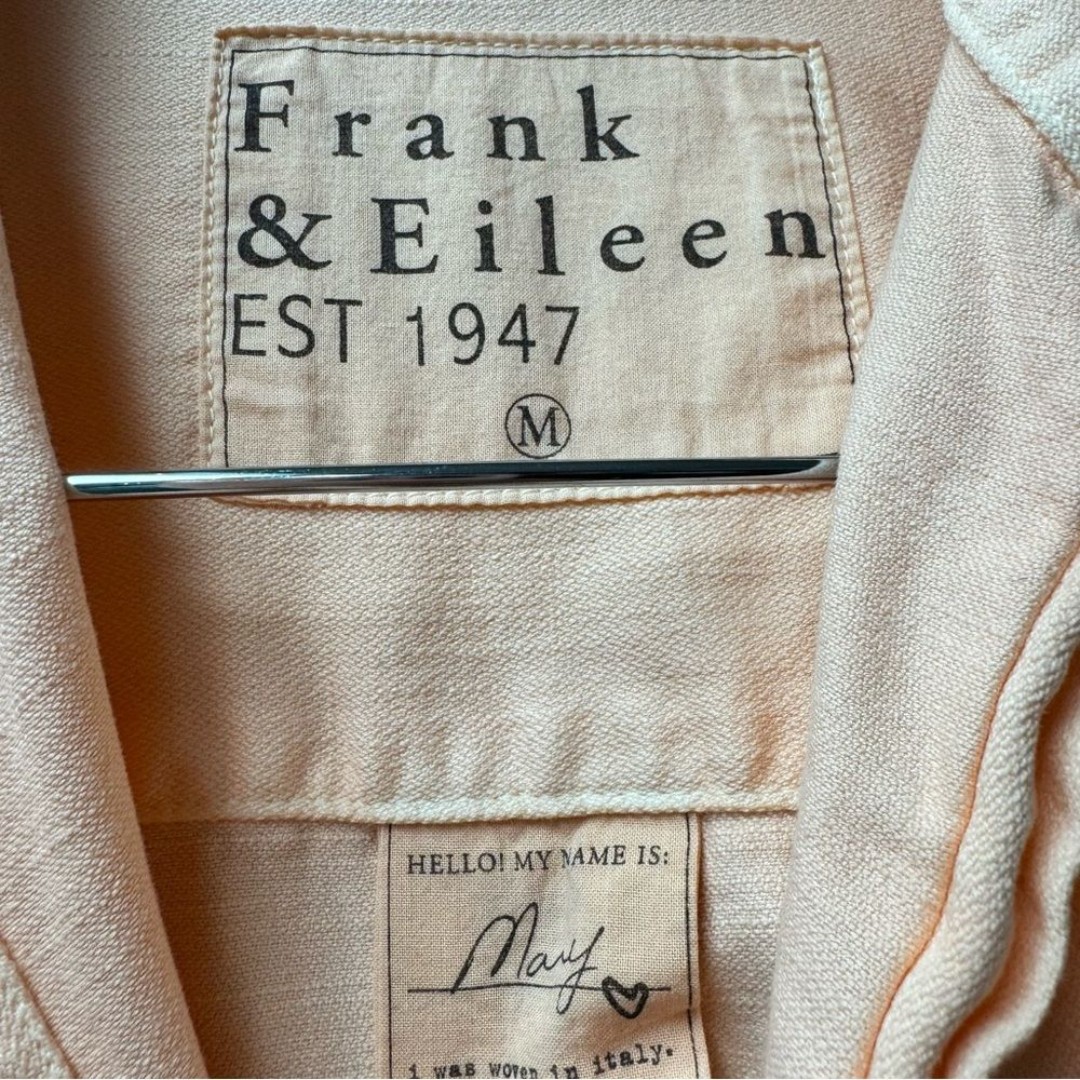 Frank
& Eileen
EST 1947
M
HELLO! MY NAME IS:
Mary
i was woven in italy.